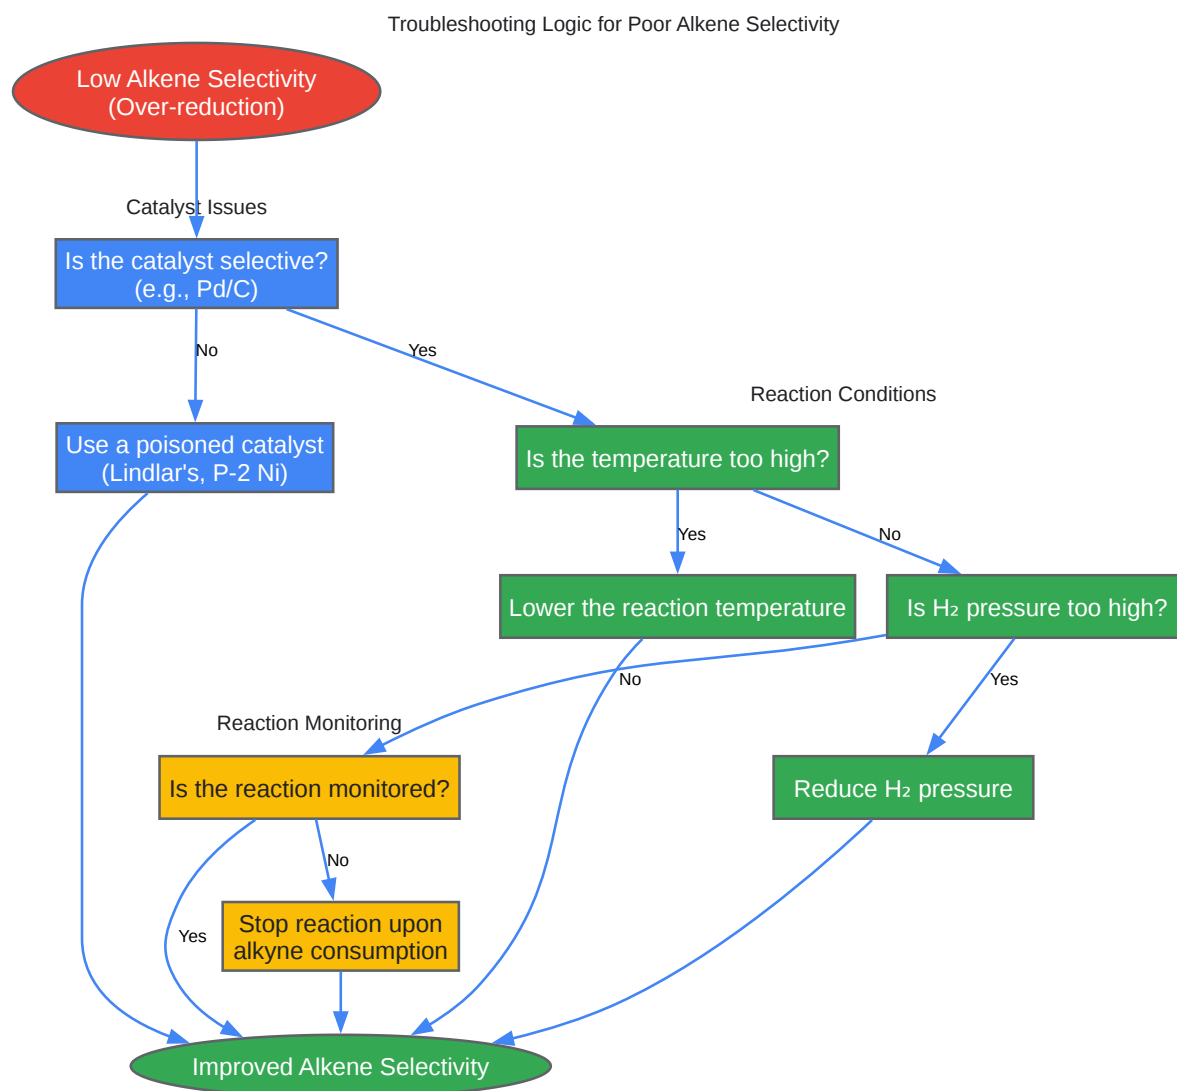 Troubleshooting Logic for Poor Alkene Selectivity
Low Alkene Selectivity
(Over-reduction)
Catalyst Issues
Is the catalyst selective?
(e.g., Pd/C)
No
Yes
Reaction Conditions
Use a poisoned catalyst
(Lindlar's, P-2 Ni)
Is the temperature too high?
Yes
No
Lower the reaction temperature
Is H₂ pressure too high?
No
Yes
Reaction Monitoring
Is the reaction monitored?
Reduce H₂ pressure
No
Yes
Stop reaction upon
alkyne consumption
Improved Alkene Selectivity